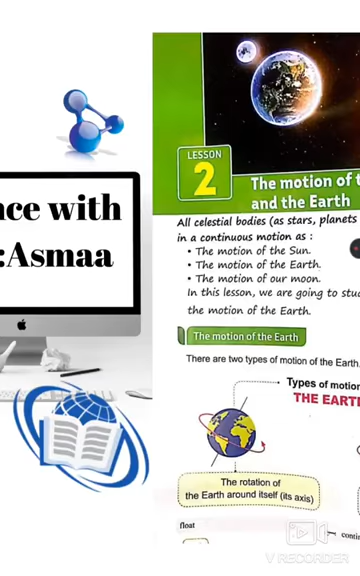 nce with
:Asmaa
LESSON
2
The motion of t
and the Earth
All celestial bodies (as stars, planets
in a continuous motion as :
• The motion of the Sun.
• The motion of the Earth.
• The motion of our moon.
In this lesson, we are going to stud
the motion of the Earth.
The motion of the Earth
There are two types of motion of the Earth
Types of motion
THE EARTH
The rotation of
the Earth around itself (its axis)
float
contin
V RECORDER